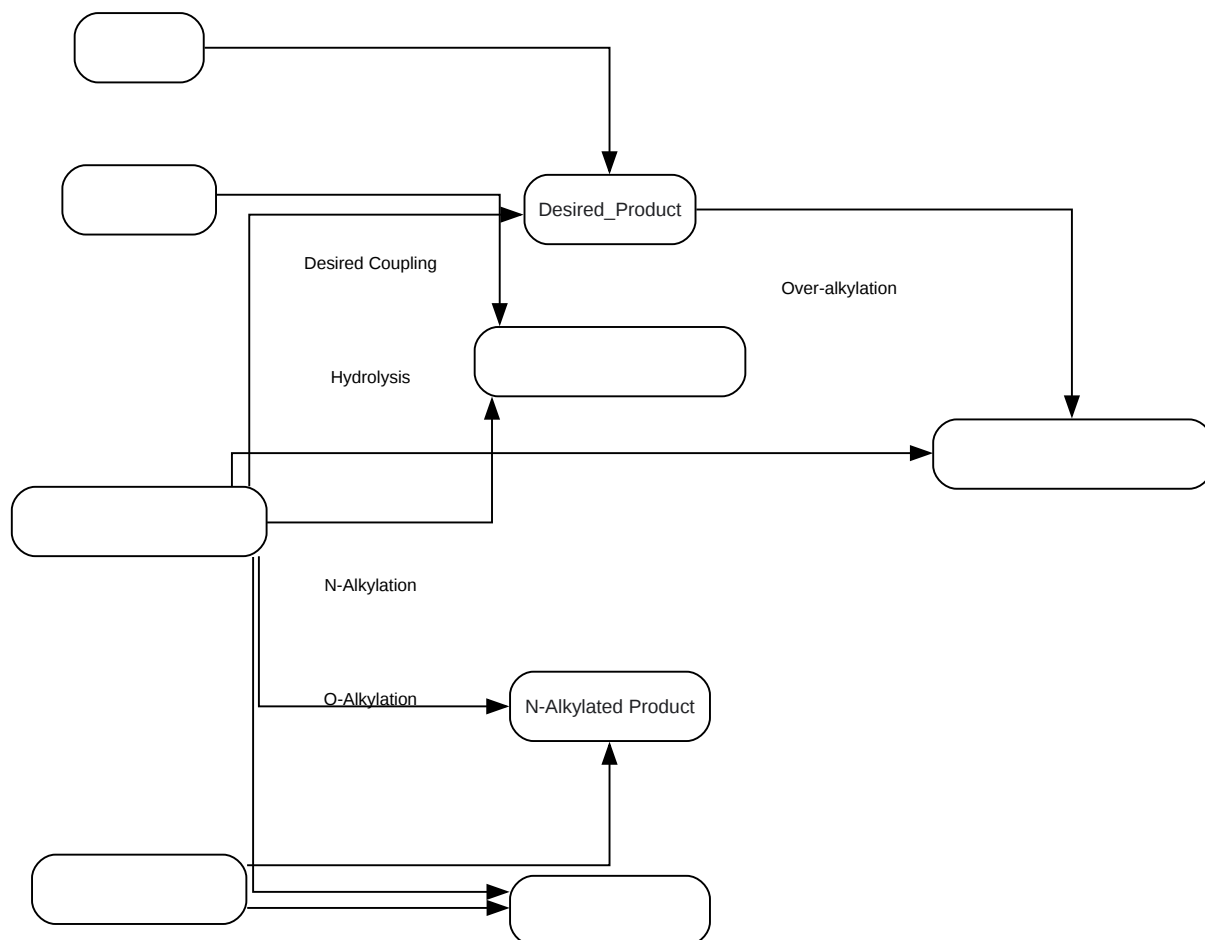 Desired_Product
Desired Coupling
Over-alkylation
Hydrolysis
N-Alkylation
O-Alkylation
N-Alkylated Product